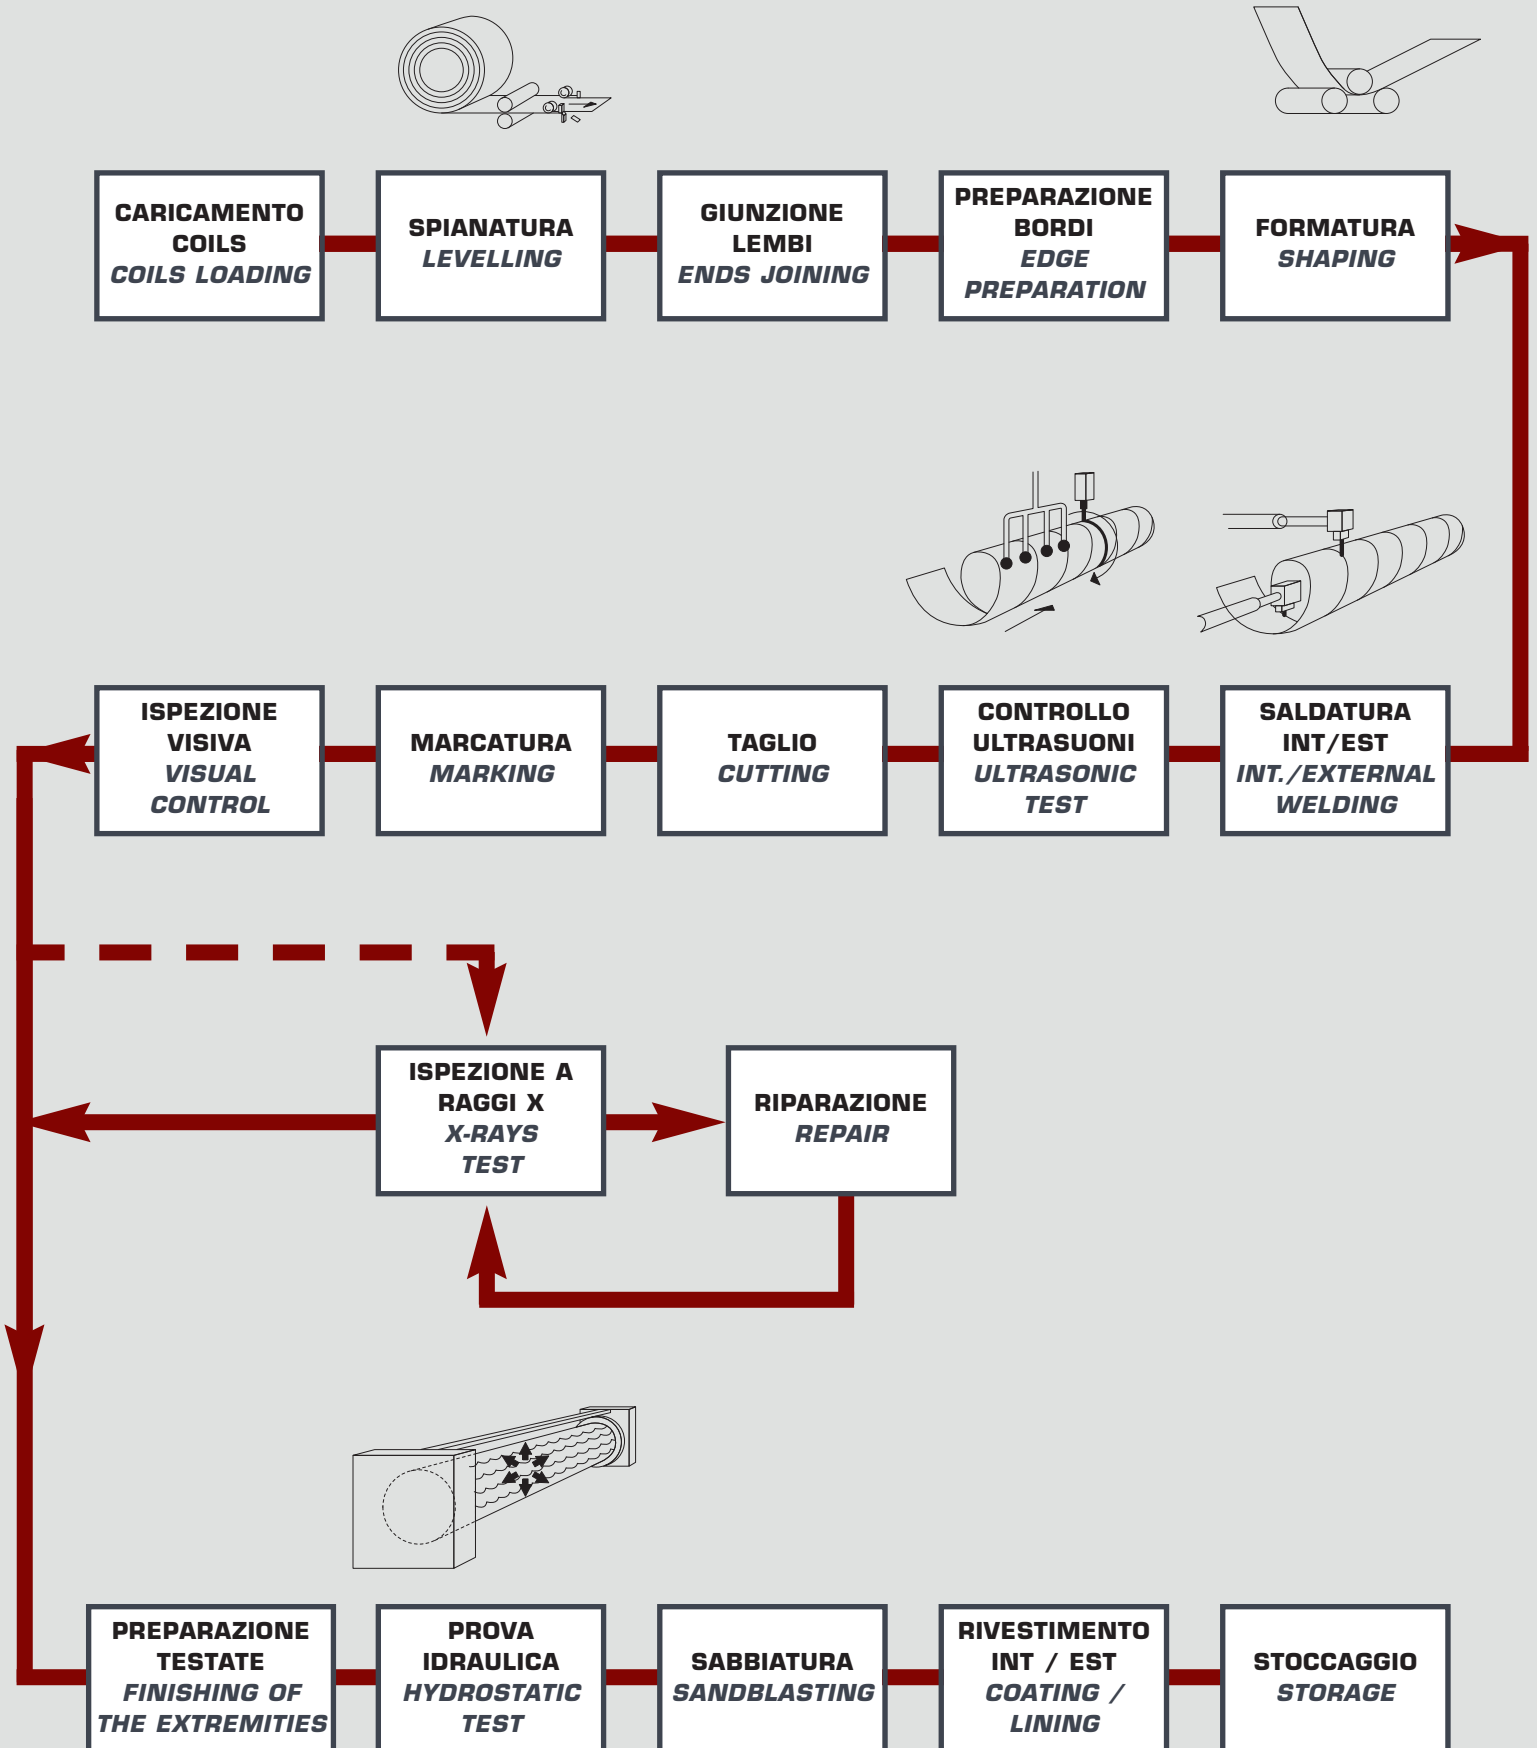 CARICAMENTO
COILS
COILS LOADING
SPIANATURA
LEVELLING
GIUNZIONE
LEMBI
ENDS JOINING
PREPARAZIONE
BORDI
EDGE
PREPARATION
FORMATURA
SHAPING
ISPEZIONE
VISIVA
VISUAL
CONTROL
MARCATURA
MARKING
TAGLIO
CUTTING
CONTROLLO
ULTRASUONI
ULTRASONIC
TEST
SALDATURA
INT/EST
INT./EXTERNAL
WELDING
ISPEZIONE A
RAGGI X
X-RAYS
TEST
RIPARAZIONE
REPAIR
PREPARAZIONE
TESTATE
FINISHING OF
THE EXTREMITIES
PROVA
IDRAULICA
HYDROSTATIC
TEST
SABBIATURA
SANDBLASTING
RIVESTIMENTO
INT / EST
COATING /
LINING
STOCCAGGIO
STORAGE